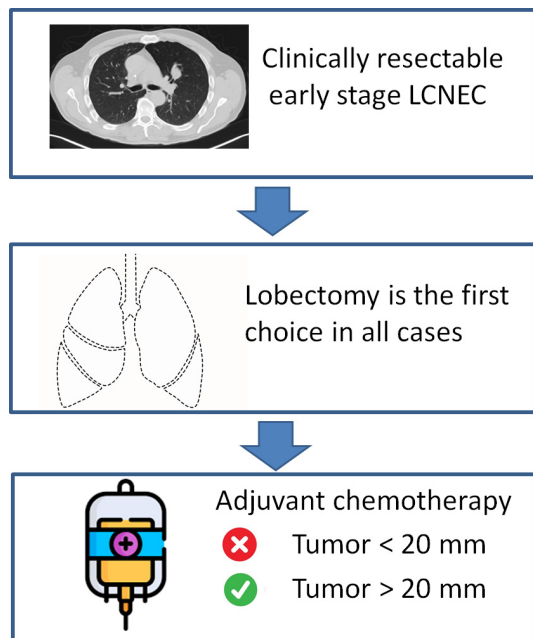 Clinically resectable
early stage LCNEC
Lobectomy is the first
choice in all cases
Adjuvant chemotherapy
Tumor < 20 mm
Tumor > 20 mm